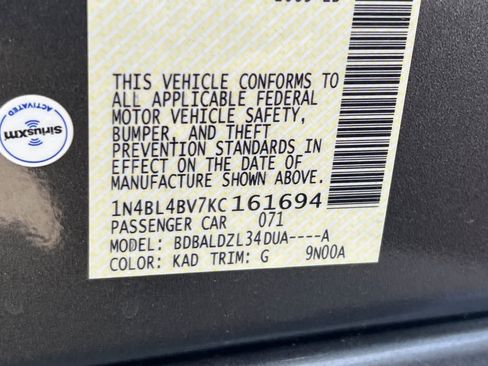 THIS VEHICLE CONFORMS TO
ALL APPLICABLE FEDERAL
MOTOR VEHICLE SAFETY,
BUMPER, AND THEFT
PREVENTION STANDARDS IN
EFFECT ON THE DATE OF
MANUFACTURE SHOWN ABOVE.
1N4BL4BV7KC161694
PASSENGER CAR 071
MODEL: BDBALDZL34DUA----A
COLOR: KAD TRIM: G 9N00A
((SiriusXM))
ACTIVATED